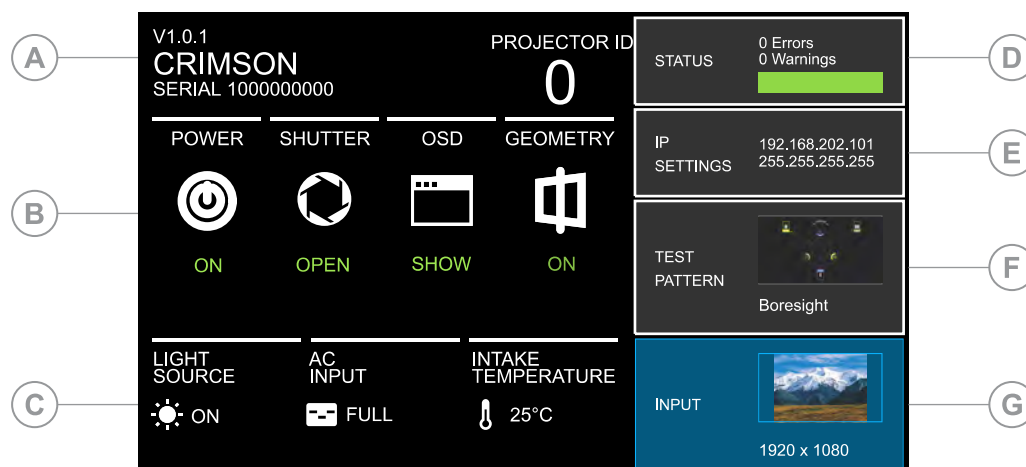 A
V1.0.1
CRIMSON
SERIAL 1000000000
PROJECTOR ID
0
B
POWER
SHUTTER
OSD
GEOMETRY
ON
OPEN
SHOW
ON
C
LIGHT
SOURCE
ON
AC
INPUT
FULL
INTAKE
TEMPERATURE
25°C
STATUS
0 Errors
0 Warnings
D
IP
SETTINGS
192.168.202.101
255.255.255.255
E
TEST
PATTERN
Boresight
F
INPUT
1920 x 1080
G